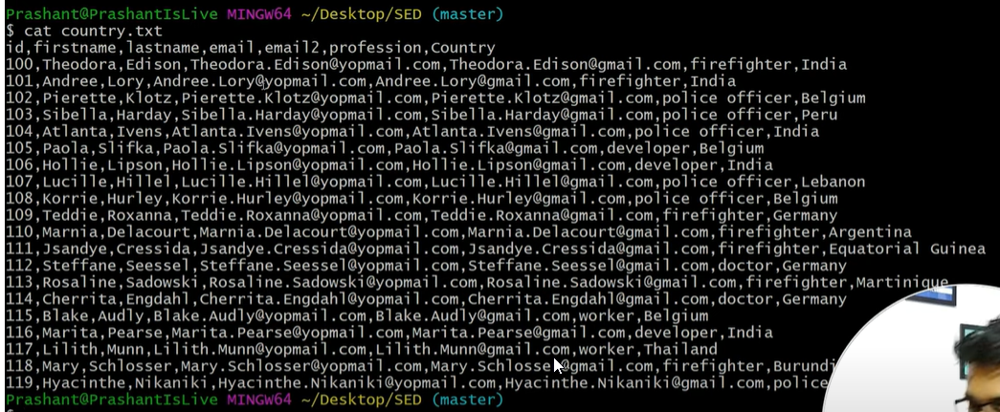 Prashant@PrashantIsLive MINGW64 ~/Desktop/SED (master)
$ cat country.txt
id,firstname,lastname,email,email2,profession,Country
100,Theodora,Edison,Theodora.Edison@yopmail.com,Theodora.Edison@gmail.com,firefighter,India
101,Andree,Lory,Andree.Lory@yopmail.com,Andree.Lory@gmail.com,firefighter,India
102,Pierette,Klotz,Pierette.Klotz@yopmail.com,Pierette.Klotz@gmail.com,police officer,Belgium
103,Sibella,Harday,Sibella.Harday@yopmail.com,Sibella.Harday@gmail.com,police officer,Peru
104,Atlanta,Ivens,Atlanta.Ivens@yopmail.com,Atlanta.Ivens@gmail.com,police officer,India
105,Paola,Slifka,Paola.Slifka@yopmail.com,Paola.Slifka@gmail.com,developer,Belgium
106,Hollie,Lipson,Hollie.Lipson@yopmail.com,Hollie.Lipson@gmail.com,developer,India
107,Lucille,Hillel,Lucille.Hillel@yopmail.com,Lucille.Hillel@gmail.com,police officer,Lebanon
108,Korrie,Hurley,Korrie.Hurley@yopmail.com,Korrie.Hurley@gmail.com,police officer,Belgium
109,Teddie,Roxanna,Teddie.Roxanna@yopmail.com,Teddie.Roxanna@gmail.com,firefighter,Germany
110,Marnia,Delacourt,Marnia.Delacourt@yopmail.com,Marnia.Delacourt@gmail.com,firefighter,Argentina
111,Jsandye,Cressida,Jsandye.Cressida@yopmail.com,Jsandye.Cressida@gmail.com,firefighter,Equatorial Guinea
112,Steffane,Seessel,Steffane.Seessel@yopmail.com,Steffane.Seessel@gmail.com,doctor,Germany
113,Rosaline,Sadowski,Rosaline.Sadowski@yopmail.com,Rosaline.Sadowski@gmail.com,firefighter,Martinique
114,Cherrita,Engdahl,Cherrita.Engdahl@yopmail.com,Cherrita.Engdahl@gmail.com,doctor,Germany
115,Blake,Audly,Blake.Audly@yopmail.com,Blake.Audly@gmail.com,worker,Belgium
116,Marita,Pearse,Marita.Pearse@yopmail.com,Marita.Pearse@gmail.com,developer,India
117,Lilith,Munn,Lilith.Munn@yopmail.com,Lilith.Munn@gmail.com,worker,Thailand
118,Mary,Schlosser,Mary.Schlosser@yopmail.com,Mary.Schlosser@gmail.com,firefighter,Burundi
119,Hyacinthe,Nikaniki,Hyacinthe.Nikaniki@yopmail.com,Hyacinthe.Nikaniki@gmail.com,police
Prashant@PrashantIsLive MINGW64 ~/Desktop/SED (master)